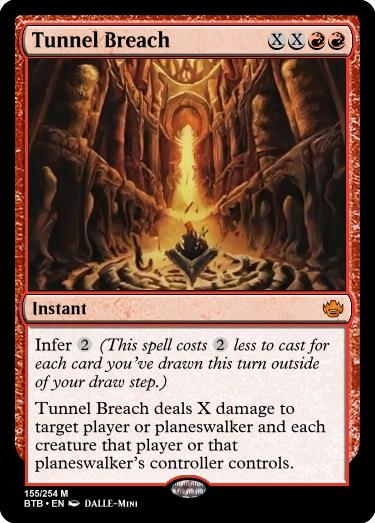 Tunnel Breach X X
Instant
Infer 2 (This spell costs 2 less to cast for
each card you've drawn this turn outside
of your draw step.)
Tunnel Breach deals X damage to
target player or planeswalker and each
creature that player or that
planeswalker's controller controls.
155/254 M
BTB • EN DALLE-Mini